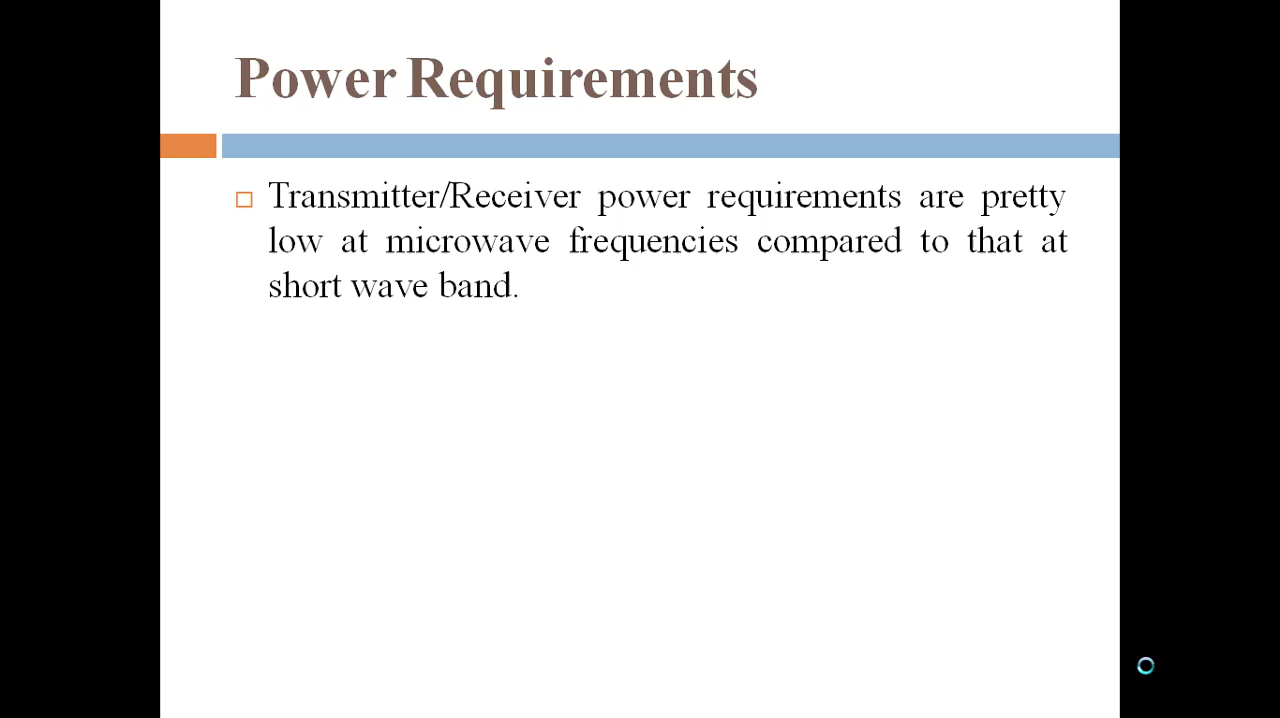 Power Requirements
Transmitter/Receiver power requirements are pretty
low at microwave frequencies compared to that at
short wave band.